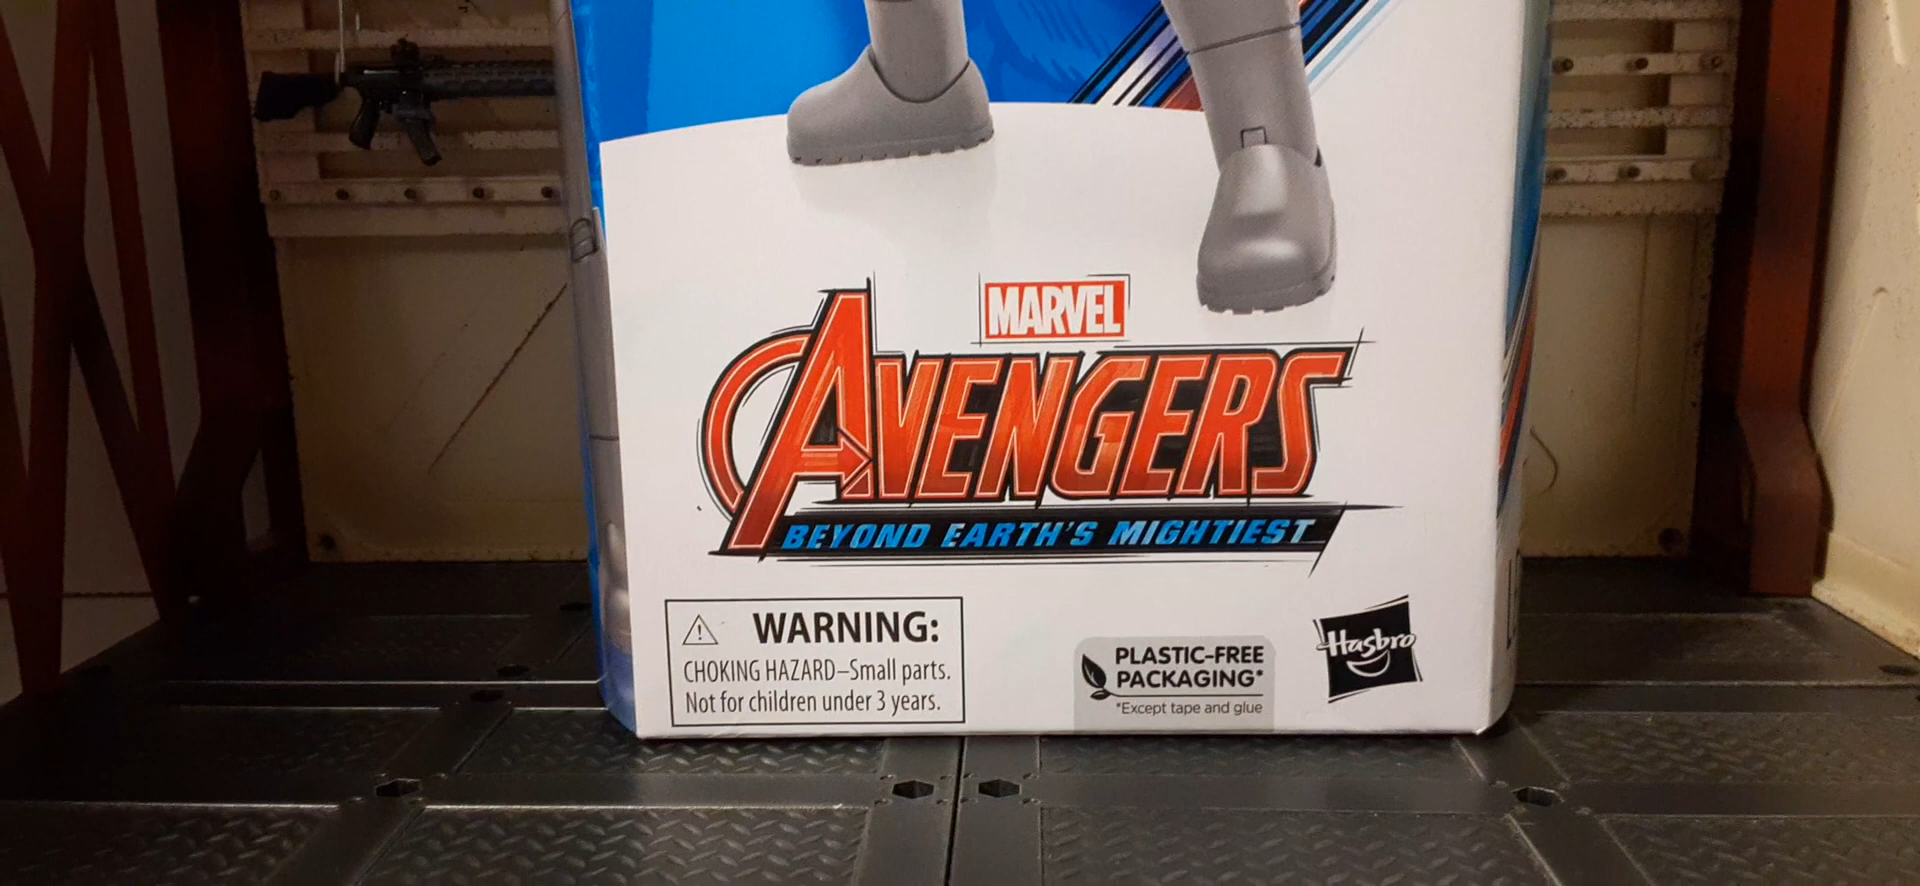 MARVEL
AVENGERS
BEYOND EARTH'S MIGHTIEST
WARNING:
CHOKING HAZARD–Small parts.
Not for children under 3 years.
PLASTIC-FREE
PACKAGING*
*Except tape and glue
Hasbro